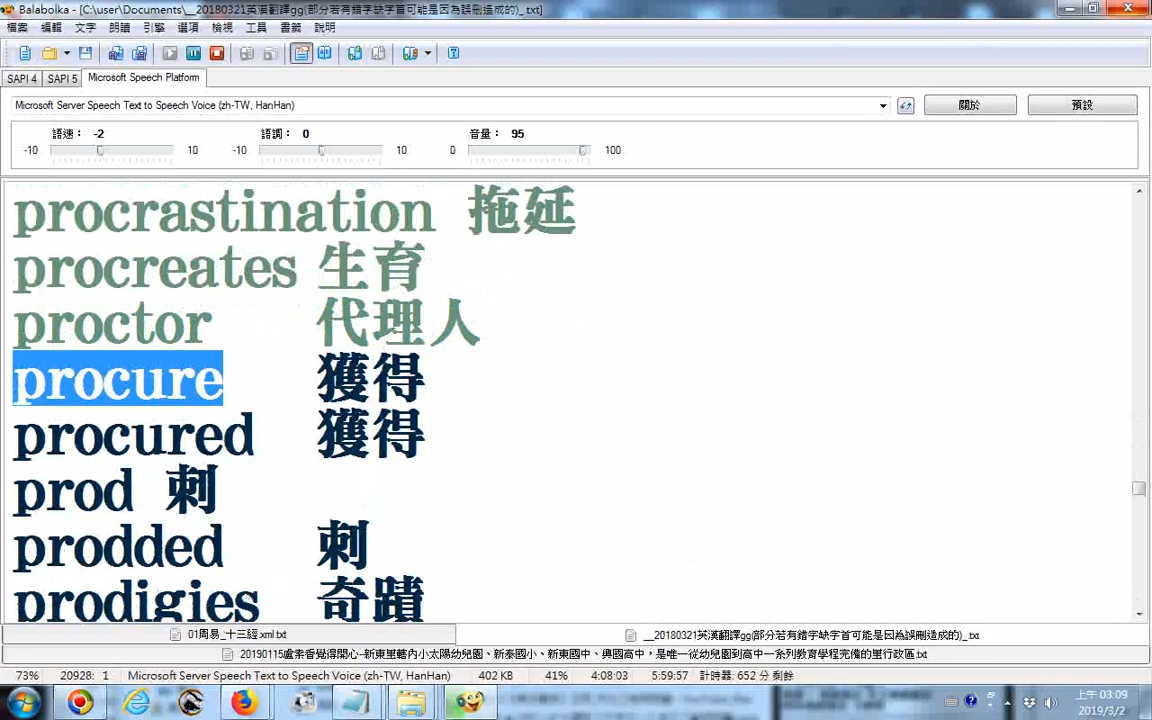 Balabolka - [C:\user\Documents\__20180321英漢翻譯gg(部分若有錯字缺字首可能是因為誤刪造成的)_.txt]
檔案 編輯 文字 朗讀 引擎 選項 檢視 工具 書籤 說明
SAPI 4 SAPI 5 Microsoft Speech Platform
Microsoft Server Speech Text to Speech Voice (zh-TW, HanHan) 關於 預設
語速： -2 語調： 0 音量： 95
-10 10 -10 10 0 100
procrastination 拖延
procreates 生育
proctor 代理人
procure 獲得
procured 獲得
prod 刺
prodded 刺
prodigies 奇蹟
01周易_十三經.xml.txt __20180321英漢翻譯gg(部分若有錯字缺字首可能是因為誤刪造成的)_.txt
20190115盧素香覺得開心--新東里轄內小太陽幼兒園、新泰國小、新東國中、興國高中，是唯一從幼兒園到高中一系列教育學程完備的里行政區.txt
73% 20928: 1 Microsoft Server Speech Text to Speech Voice (zh-TW, HanHan) 402 KB 41% 4:08:03 5:59:57 計時器: 652 分 剩餘
上午 03:09
2019/3/2